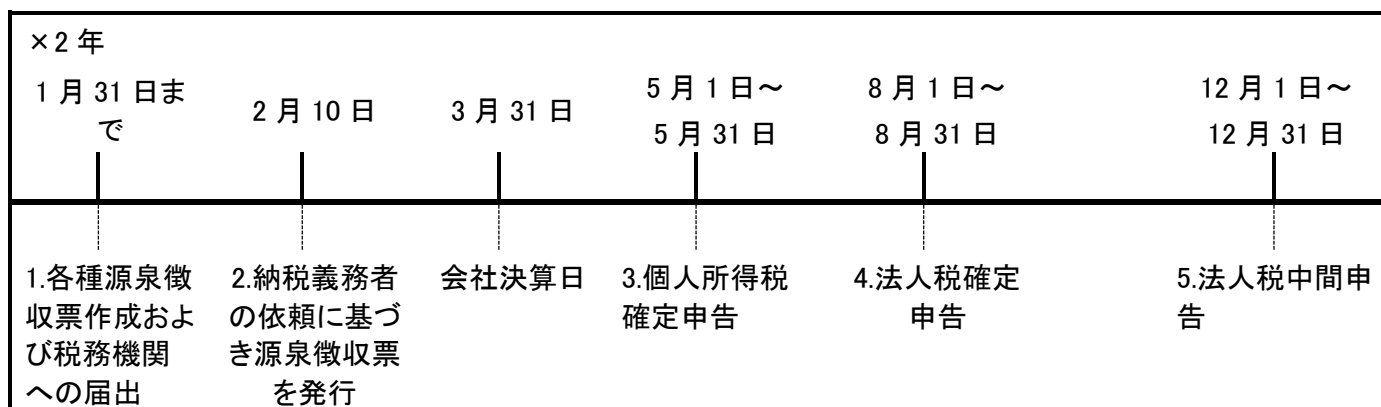 ×2 年
1 月 31 日ま
で
2 月 10 日
3 月 31 日
5 月 1 日～
5 月 31 日
8 月 1 日～
8 月 31 日
12 月 1 日～
12 月 31 日
1.各種源泉徴
収票作成およ
び税務機関
への届出
2.納税義務者
の依頼に基づ
き源泉徴収票
を発行
会社決算日
3.個人所得税
確定申告
4.法人税確定
申告
5.法人税中間申
告